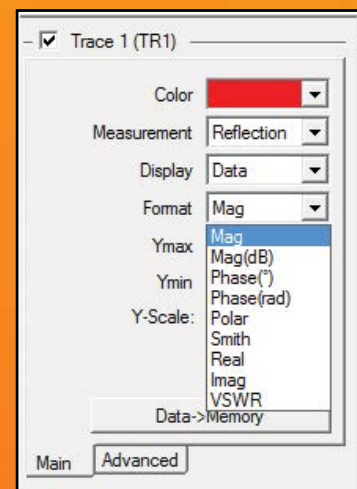 Trace 1 (TR1)
Color
Measurement Reflection
Display Data
Format Mag
Ymax Mag
Mag(dB)
Ymin Phase(°)
Phase(rad)
Y-Scale: Polar
Smith
Real
Imag
VSWR
Data->Memory
Main Advanced